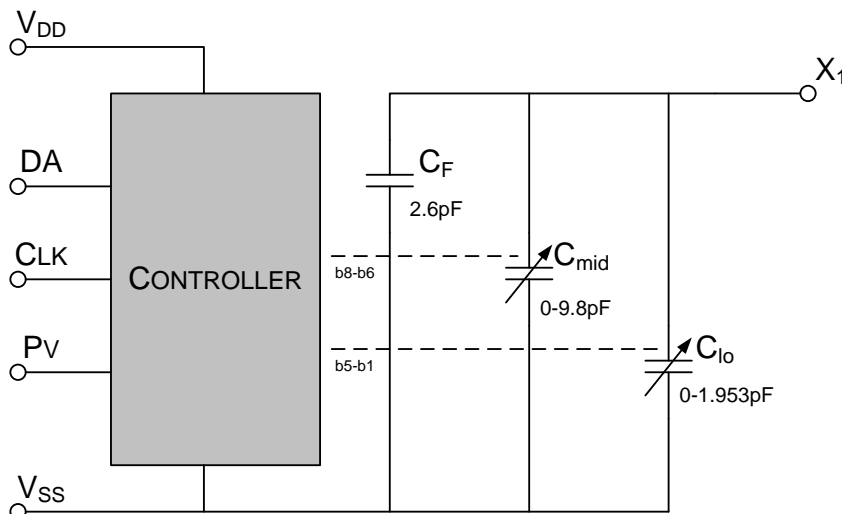 VDD
X1
DA
CF
2.6pF
CLK
Cmid
CONTROLLER
b8-b6
0-9.8pF
PV
Clo
b5-b1
0-1.953pF
VSS